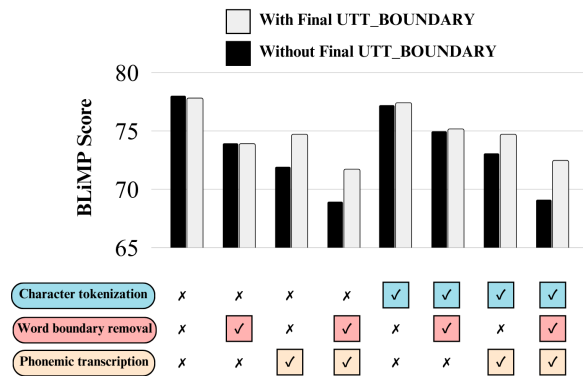 With Final UTT_BOUNDARY
Without Final UTT_BOUNDARY
BLiMP Score
80
75
70
65
Character tokenization ✗ ✗ ✗ ✗ ✓ ✓ ✓ ✓
Word boundary removal ✗ ✓ ✗ ✓ ✗ ✓ ✗ ✓
Phonemic transcription ✗ ✗ ✓ ✓ ✗ ✗ ✓ ✓